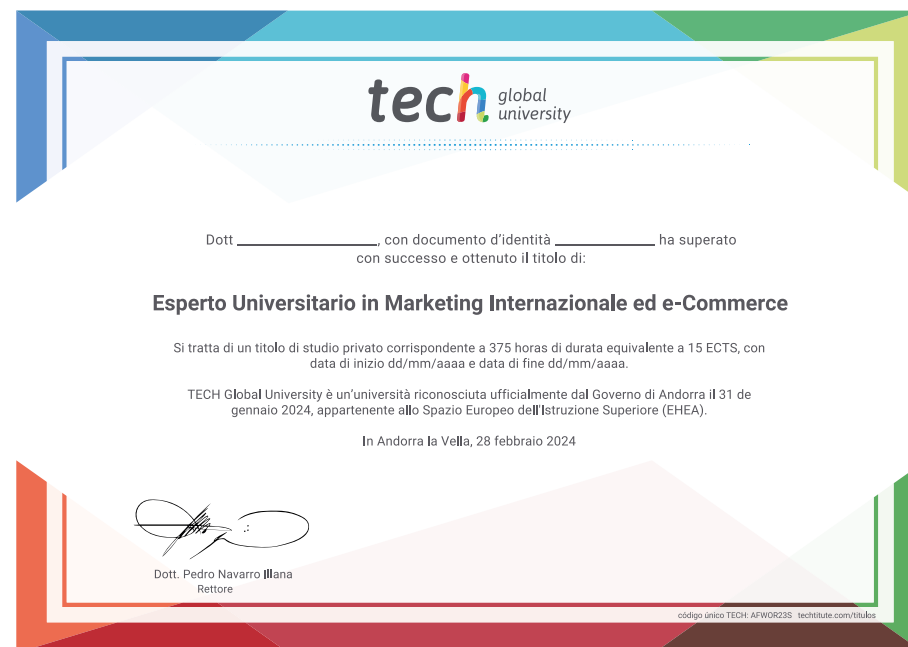 tech global university
Dott ________________, con documento d'identità ____________ ha superato
con successo e ottenuto il titolo di:
Esperto Universitario in Marketing Internazionale ed e-Commerce
Si tratta di un titolo di studio privato corrispondente a 375 horas di durata equivalente a 15 ECTS, con
data di inizio dd/mm/aaaa e data di fine dd/mm/aaaa.
TECH Global University è un'università riconosciuta ufficialmente dal Governo di Andorra il 31 de
gennaio 2024, appartenente allo Spazio Europeo dell'Istruzione Superiore (EHEA).
In Andorra la Vella, 28 febbraio 2024
Dott. Pedro Navarro Illana
Rettore
código único TECH: AFWOR23S techtitute.com/titulos